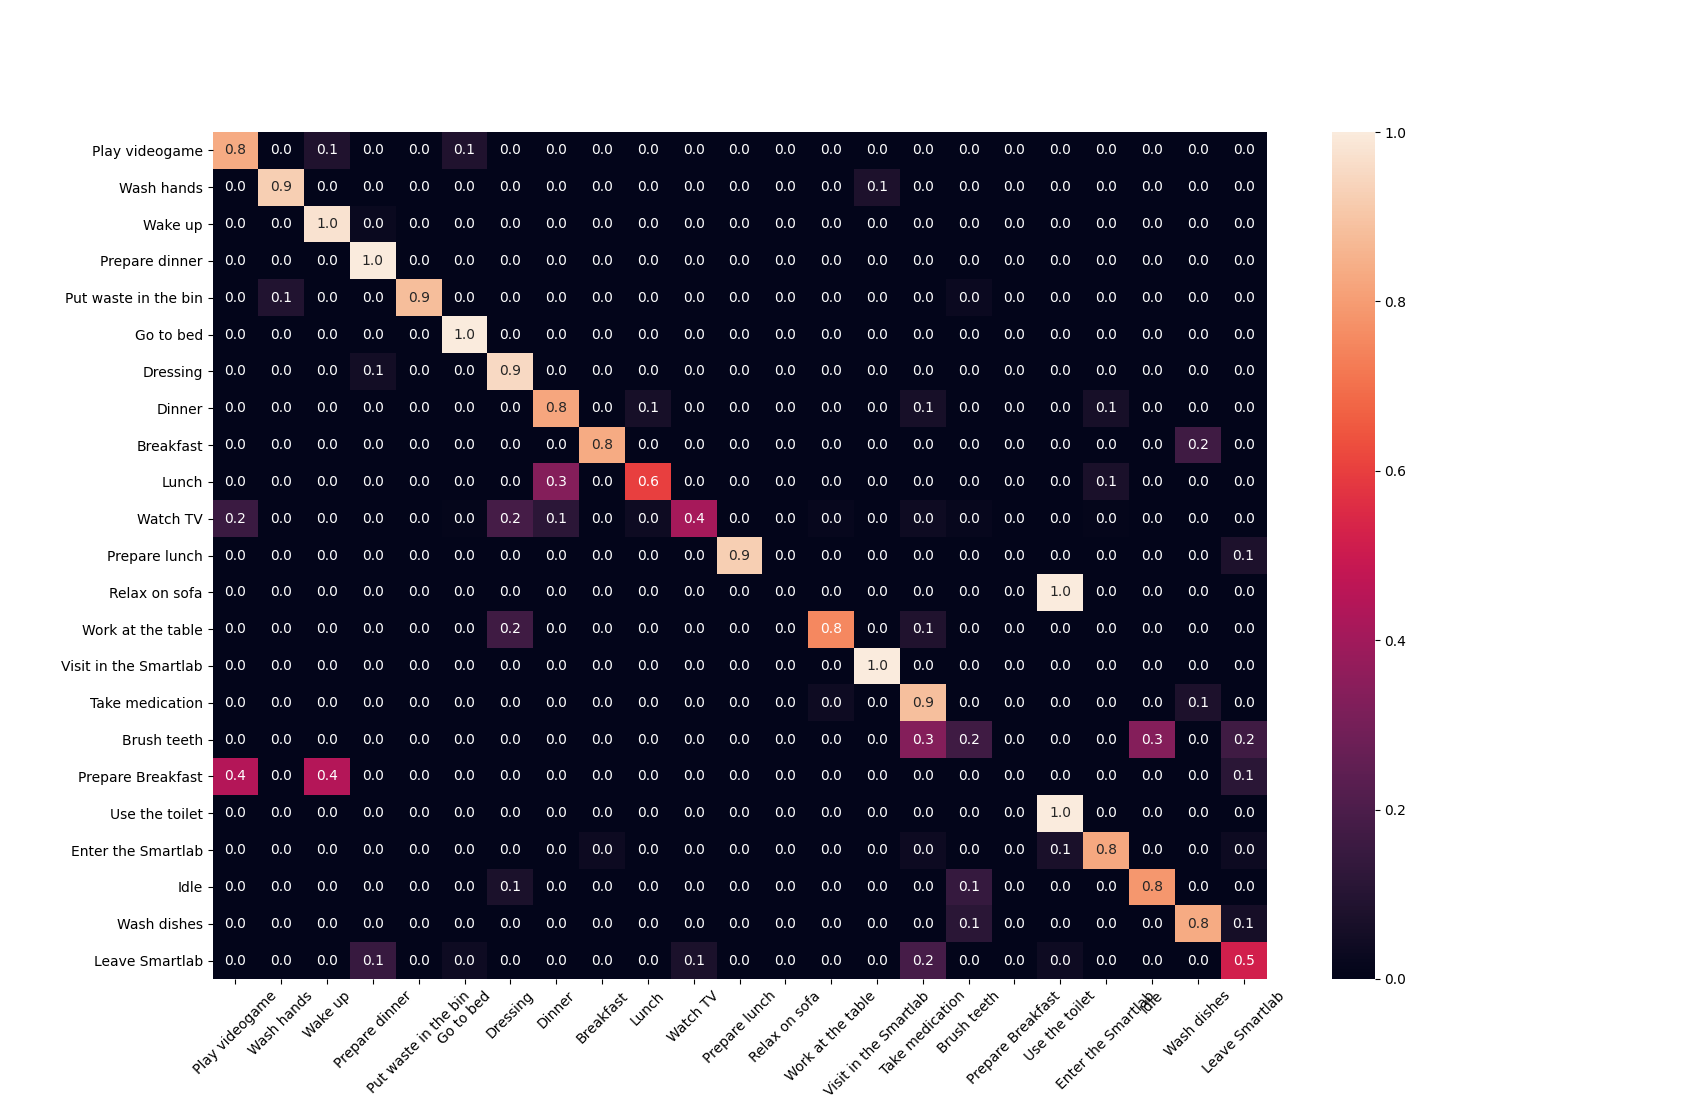 Play videogame 0.8 0.0 0.1 0.0 0.0 0.1 0.0 0.0 0.0 0.0 0.0 0.0 0.0 0.0 0.0 0.0 0.0 0.0 0.0 0.0 0.0 0.0 0.0 1.0
Wash hands 0.0 0.9 0.0 0.0 0.0 0.0 0.0 0.0 0.0 0.0 0.0 0.0 0.0 0.0 0.1 0.0 0.0 0.0 0.0 0.0 0.0 0.0 0.0
Wake up 0.0 0.0 1.0 0.0 0.0 0.0 0.0 0.0 0.0 0.0 0.0 0.0 0.0 0.0 0.0 0.0 0.0 0.0 0.0 0.0 0.0 0.0 0.0
Prepare dinner 0.0 0.0 0.0 1.0 0.0 0.0 0.0 0.0 0.0 0.0 0.0 0.0 0.0 0.0 0.0 0.0 0.0 0.0 0.0 0.0 0.0 0.0 0.0
Put waste in the bin 0.0 0.1 0.0 0.0 0.9 0.0 0.0 0.0 0.0 0.0 0.0 0.0 0.0 0.0 0.0 0.0 0.0 0.0 0.0 0.0 0.0 0.0 0.0 0.8
Go to bed 0.0 0.0 0.0 0.0 0.0 1.0 0.0 0.0 0.0 0.0 0.0 0.0 0.0 0.0 0.0 0.0 0.0 0.0 0.0 0.0 0.0 0.0 0.0
Dressing 0.0 0.0 0.0 0.1 0.0 0.0 0.9 0.0 0.0 0.0 0.0 0.0 0.0 0.0 0.0 0.0 0.0 0.0 0.0 0.0 0.0 0.0 0.0
Dinner 0.0 0.0 0.0 0.0 0.0 0.0 0.0 0.8 0.0 0.1 0.0 0.0 0.0 0.0 0.0 0.1 0.0 0.0 0.0 0.1 0.0 0.0 0.0
Breakfast 0.0 0.0 0.0 0.0 0.0 0.0 0.0 0.0 0.8 0.0 0.0 0.0 0.0 0.0 0.0 0.0 0.0 0.0 0.0 0.0 0.0 0.2 0.0
Lunch 0.0 0.0 0.0 0.0 0.0 0.0 0.0 0.3 0.0 0.6 0.0 0.0 0.0 0.0 0.0 0.0 0.0 0.0 0.0 0.1 0.0 0.0 0.0 0.6
Watch TV 0.2 0.0 0.0 0.0 0.0 0.0 0.2 0.1 0.0 0.0 0.4 0.0 0.0 0.0 0.0 0.0 0.0 0.0 0.0 0.0 0.0 0.0 0.0
Prepare lunch 0.0 0.0 0.0 0.0 0.0 0.0 0.0 0.0 0.0 0.0 0.0 0.9 0.0 0.0 0.0 0.0 0.0 0.0 0.0 0.0 0.0 0.0 0.1
Relax on sofa 0.0 0.0 0.0 0.0 0.0 0.0 0.0 0.0 0.0 0.0 0.0 0.0 0.0 0.0 0.0 0.0 0.0 0.0 1.0 0.0 0.0 0.0 0.0
Work at the table 0.0 0.0 0.0 0.0 0.0 0.0 0.2 0.0 0.0 0.0 0.0 0.0 0.0 0.8 0.0 0.1 0.0 0.0 0.0 0.0 0.0 0.0 0.0 0.4
Visit in the Smartlab 0.0 0.0 0.0 0.0 0.0 0.0 0.0 0.0 0.0 0.0 0.0 0.0 0.0 0.0 1.0 0.0 0.0 0.0 0.0 0.0 0.0 0.0 0.0
Take medication 0.0 0.0 0.0 0.0 0.0 0.0 0.0 0.0 0.0 0.0 0.0 0.0 0.0 0.0 0.0 0.9 0.0 0.0 0.0 0.0 0.0 0.1 0.0
Brush teeth 0.0 0.0 0.0 0.0 0.0 0.0 0.0 0.0 0.0 0.0 0.0 0.0 0.0 0.0 0.0 0.3 0.2 0.0 0.0 0.0 0.3 0.0 0.2
Prepare Breakfast 0.4 0.0 0.4 0.0 0.0 0.0 0.0 0.0 0.0 0.0 0.0 0.0 0.0 0.0 0.0 0.0 0.0 0.0 0.0 0.0 0.0 0.0 0.1
Use the toilet 0.0 0.0 0.0 0.0 0.0 0.0 0.0 0.0 0.0 0.0 0.0 0.0 0.0 0.0 0.0 0.0 0.0 0.0 1.0 0.0 0.0 0.0 0.0 0.2
Enter the Smartlab 0.0 0.0 0.0 0.0 0.0 0.0 0.0 0.0 0.0 0.0 0.0 0.0 0.0 0.0 0.0 0.0 0.0 0.0 0.1 0.8 0.0 0.0 0.0
Idle 0.0 0.0 0.0 0.0 0.0 0.0 0.1 0.0 0.0 0.0 0.0 0.0 0.0 0.0 0.0 0.0 0.1 0.0 0.0 0.0 0.8 0.0 0.0
Wash dishes 0.0 0.0 0.0 0.0 0.0 0.0 0.0 0.0 0.0 0.0 0.0 0.0 0.0 0.0 0.0 0.0 0.1 0.0 0.0 0.0 0.0 0.8 0.1
Leave Smartlab 0.0 0.0 0.0 0.1 0.0 0.0 0.0 0.0 0.0 0.0 0.1 0.0 0.0 0.0 0.0 0.2 0.0 0.0 0.0 0.0 0.0 0.0 0.5 0.0
Play videogame
Wash hands
Wake up
Prepare dinner
Put waste in the bin
Go to bed
Dressing
Dinner
Breakfast
Lunch
Watch TV
Prepare lunch
Relax on sofa
Work at the table
Visit in the Smartlab
Take medication
Brush teeth
Prepare Breakfast
Use the toilet
Enter the Smartlab
Idle
Wash dishes
Leave Smartlab